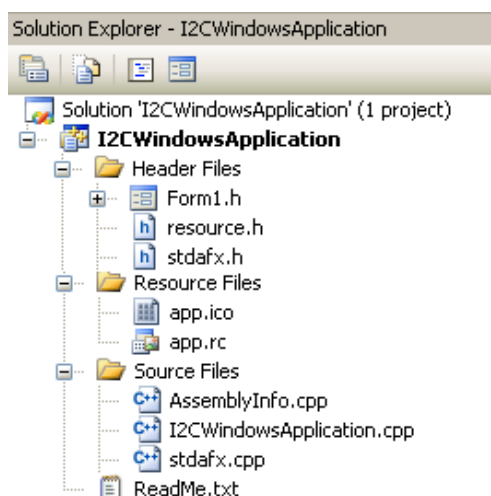 Solution Explorer - I2CWindowsApplication
Solution 'I2CWindowsApplication' (1 project)
I2CWindowsApplication
Header Files
Form1.h
h resource.h
h stdafx.h
Resource Files
app.ico
app.rc
Source Files
C++ AssemblyInfo.cpp
C++ I2CWindowsApplication.cpp
C++ stdafx.cpp
ReadMe.txt